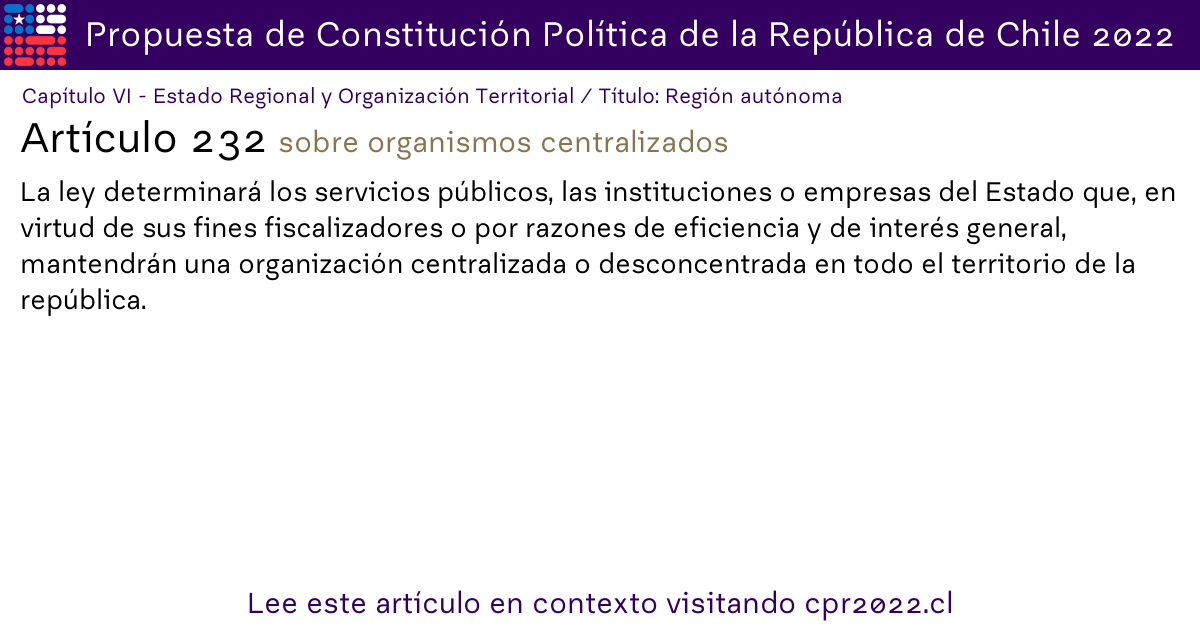 Propuesta de Constitución Política de la República de Chile 2022
Capítulo VI - Estado Regional y Organización Territorial / Título: Región autónoma
Artículo 232 sobre organismos centralizados
La ley determinará los servicios públicos, las instituciones o empresas del Estado que, en
virtud de sus fines fiscalizadores o por razones de eficiencia y de interés general,
mantendrán una organización centralizada o desconcentrada en todo el territorio de la
república.
Lee este artículo en contexto visitando cpr2022.cl